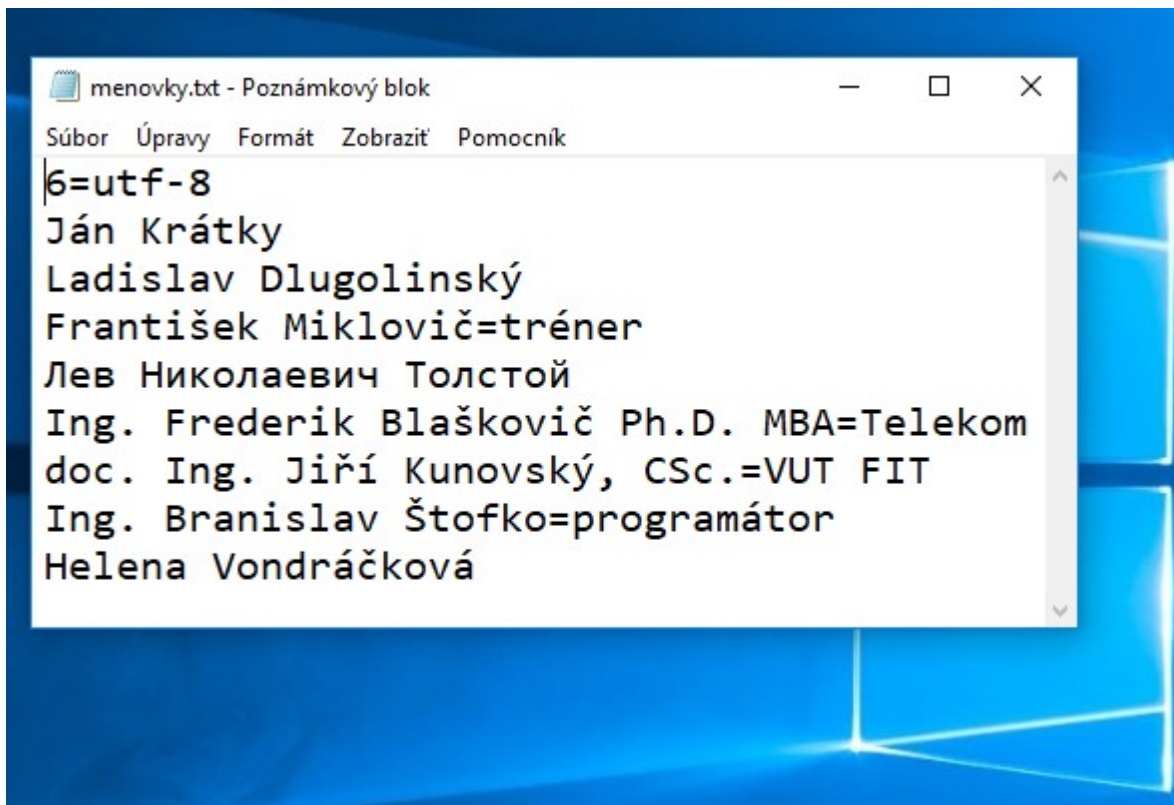 menovky.txt - Poznámkový blok
Súbor Úpravy Formát Zobraziť Pomocník
6=utf-8
Ján Krátky
Ladislav Dlugolinský
František Miklovič=tréner
Лев Николаевич Толстой
Ing. Frederik Blaškovič Ph.D. MBA=Telekom
doc. Ing. Jiří Kunovský, CSc.=VUT FIT
Ing. Branislav Štofko=programátor
Helena Vondráčková